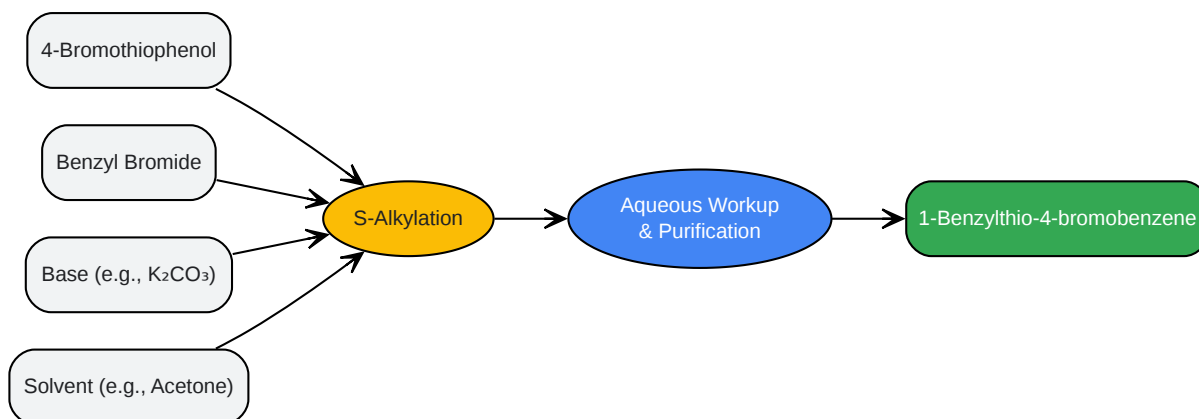 4-Bromothiophenol
Benzyl Bromide
Base (e.g., K₂CO₃)
Solvent (e.g., Acetone)
S-Alkylation
Aqueous Workup
& Purification
1-Benzylthio-4-bromobenzene